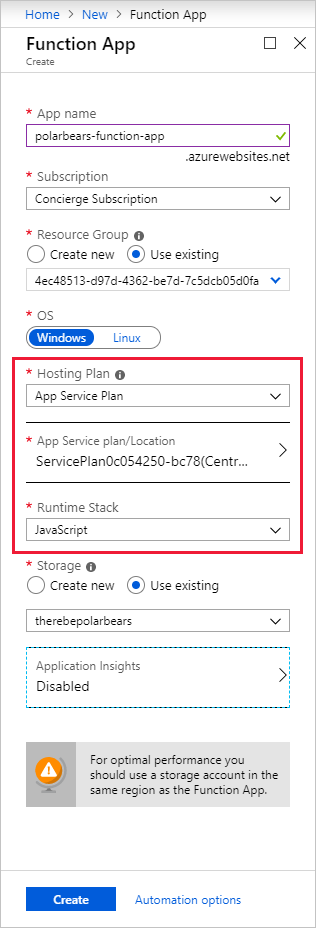 Home > New > Function App
Function App
Create
* App name
polarbears-function-app
.azurewebsites.net
* Subscription
Concierge Subscription
* Resource Group
Create new Use existing
4ec48513-d97d-4362-be7d-7c5dcb05d0fa
* OS
Windows Linux
* Hosting Plan
App Service Plan
* App Service plan/Location
ServicePlan0c054250-bc78(Centr...
* Runtime Stack
JavaScript
* Storage
Create new Use existing
therebepolarbears
Application Insights
Disabled
For optimal performance you
should use a storage account in the
same region as the Function App.
Create Automation options